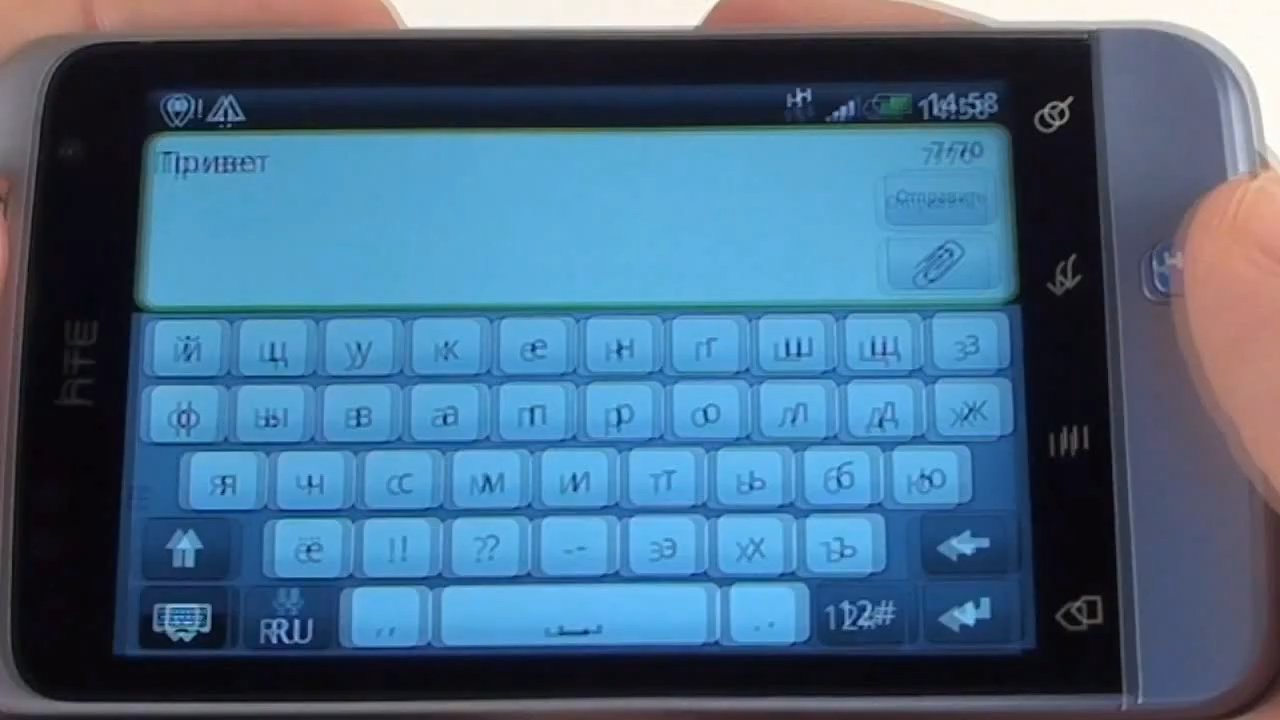 14:58
Привет 7/70
Отправить
й ц у к е н г ш щ з
ф ы в а п р о л д ж
я ч с м и т ь б ю
ё ! ? - э х ъ
RU , . 12#
hTC